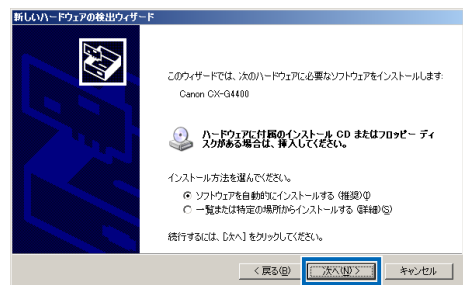 新しいハードウェアの検出ウィザード
このウィザードでは、次のハードウェアに必要なソフトウェアをインストールします:
Canon CX-G4400
ハードウェアに付属のインストール CD またはフロッピー ディ
スクがある場合は、挿入してください。
インストール方法を選んでください。
ソフトウェアを自動的にインストールする (推奨)(I)
一覧または特定の場所からインストールする (詳細)(S)
続行するには、[次へ] をクリックしてください。
< 戻る(B) 次へ(N) > キャンセル